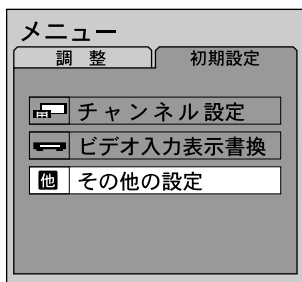 メニュー
調 整　初期設定
チャンネル設定
ビデオ入力表示書換
他 その他の設定